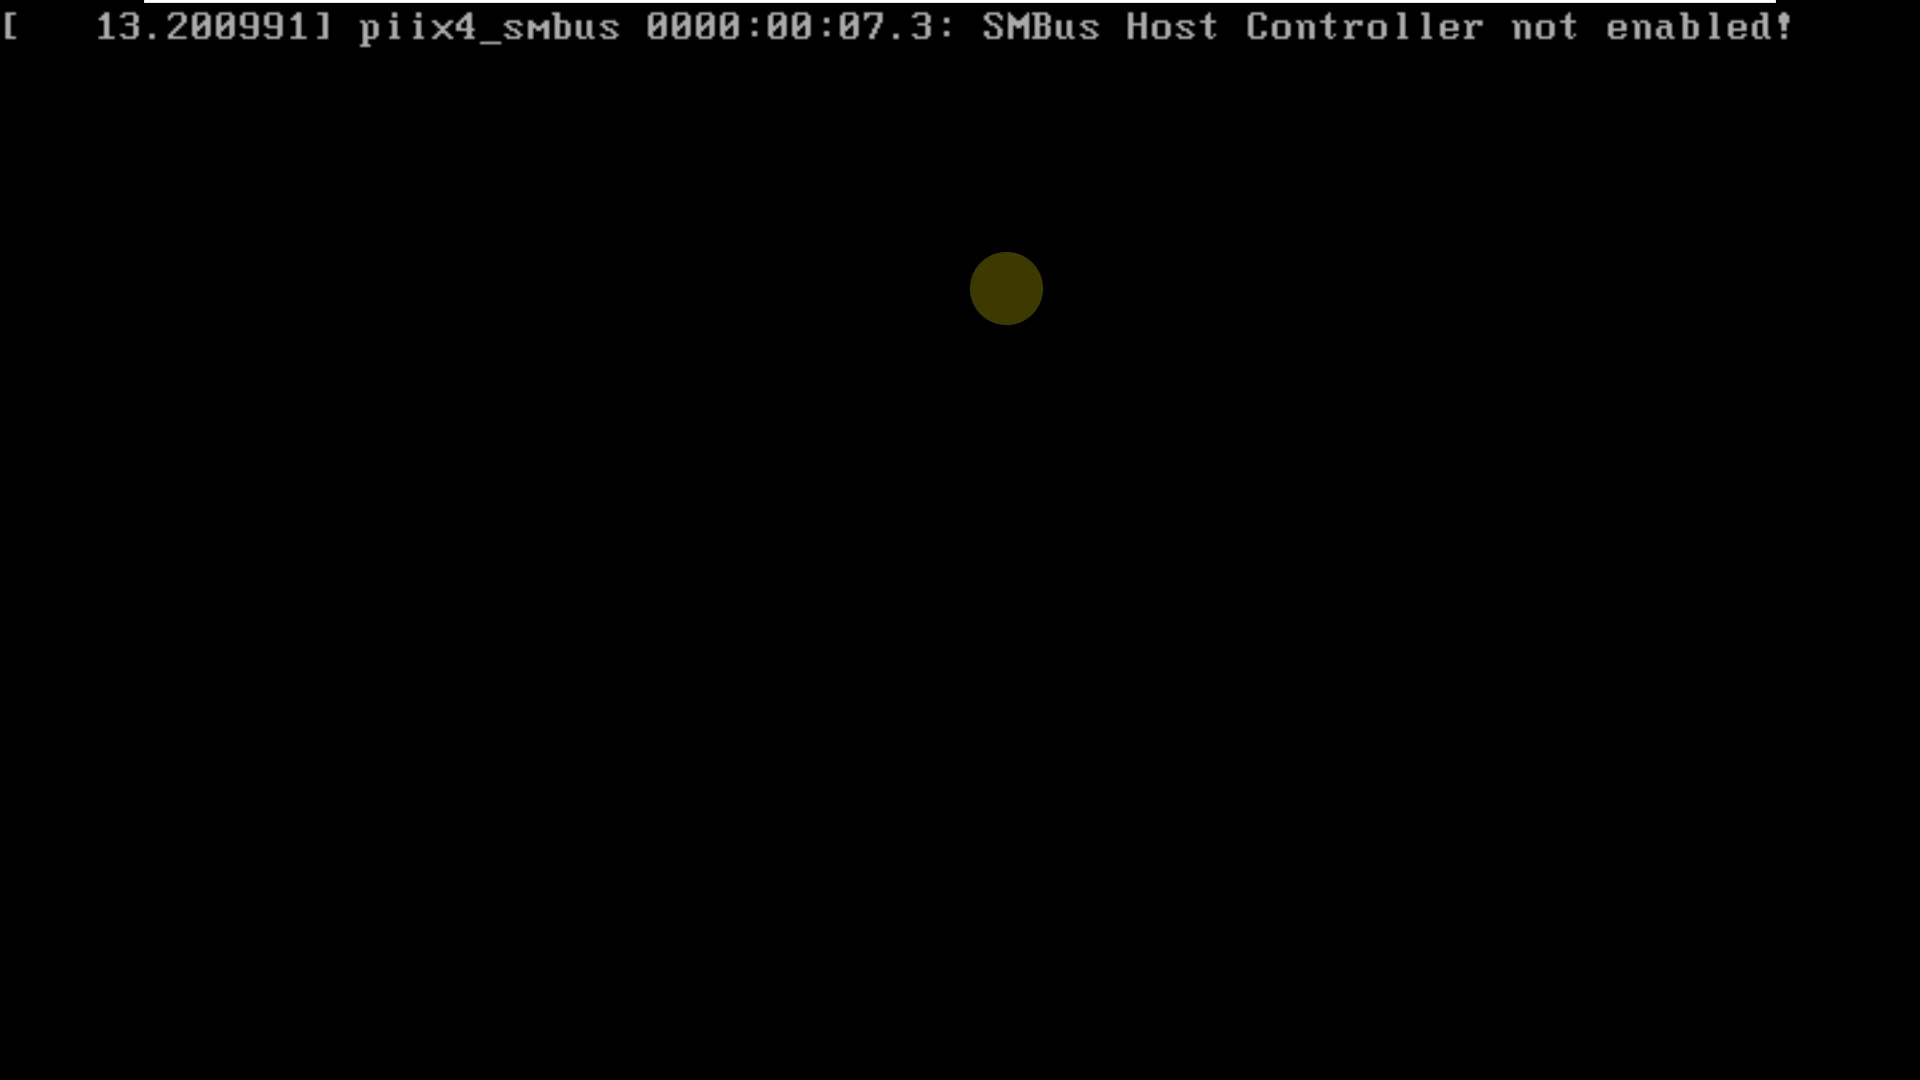 [   13.200991] piix4_smbus 0000:00:07.3: SMBus Host Controller not enabled!